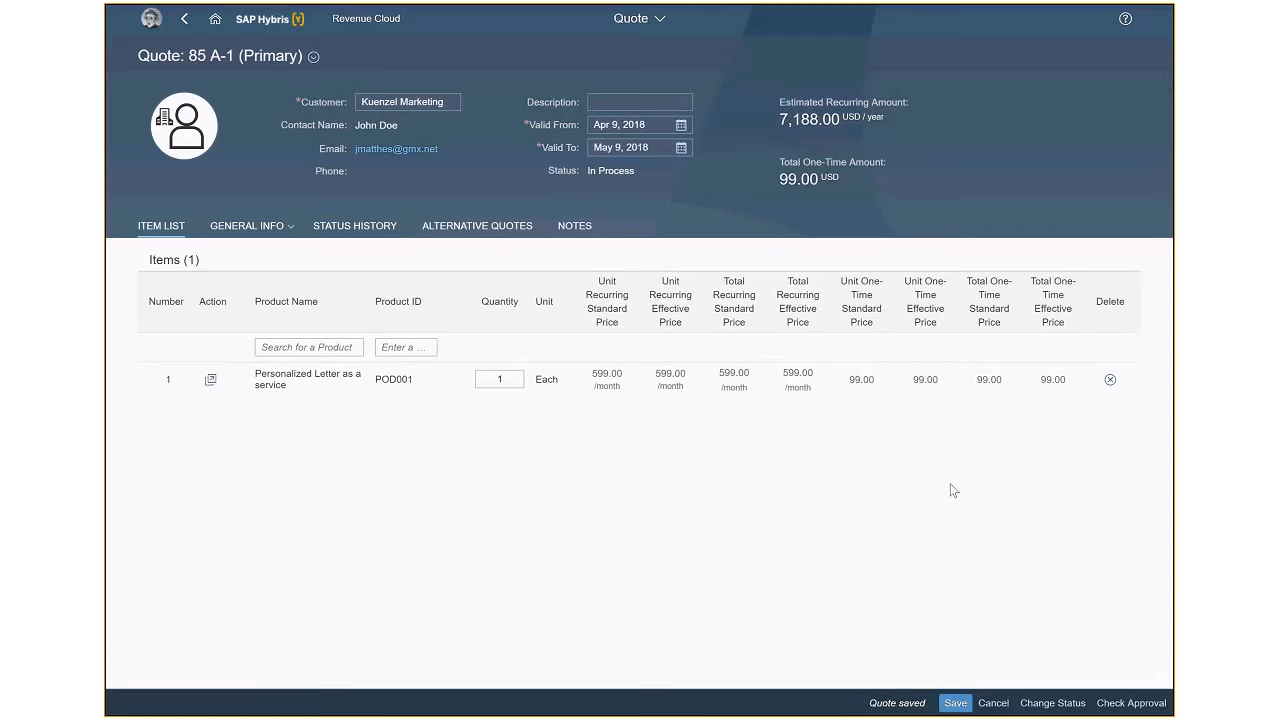 SAP Hybris Revenue Cloud Quote
Quote: 85 A-1 (Primary)
*Customer: Kuenzel Marketing
Contact Name: John Doe
Email: jmatthes@gmx.net
Phone:
Description:
*Valid From: Apr 9, 2018
*Valid To: May 9, 2018
Status: In Process
Estimated Recurring Amount:
7,188.00 USD / year
Total One-Time Amount:
99.00 USD
ITEM LIST GENERAL INFO STATUS HISTORY ALTERNATIVE QUOTES NOTES
Items (1)
Number
Action
Product Name
Product ID
Quantity
Unit
Unit
Recurring
Standard
Price
Unit
Recurring
Effective
Price
Total
Recurring
Standard
Price
Total
Recurring
Effective
Price
Unit One-
Time
Standard
Price
Unit One-
Time
Effective
Price
Total One-
Time
Standard
Price
Total One-
Time
Effective
Price
Delete
Search for a Product
Enter a ...
1
Personalized Letter as a
service
POD001
1
Each
599.00
/month
599.00
/month
599.00
/month
599.00
/month
99.00
99.00
99.00
99.00
Quote saved Save Cancel Change Status Check Approval